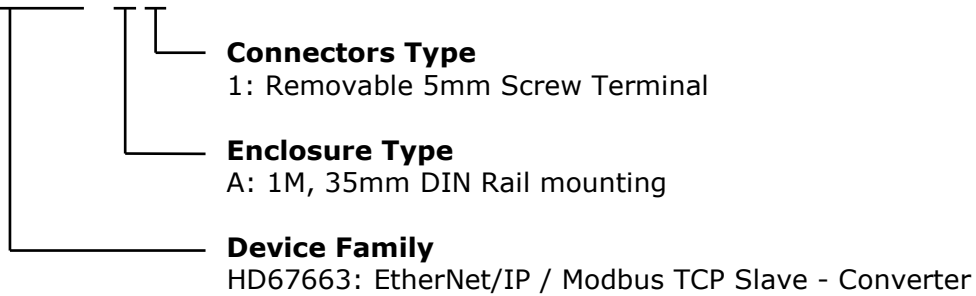 Connectors Type
1: Removable 5mm Screw Terminal
Enclosure Type
A: 1M, 35mm DIN Rail mounting
Device Family
HD67663: EtherNet/IP / Modbus TCP Slave - Converter